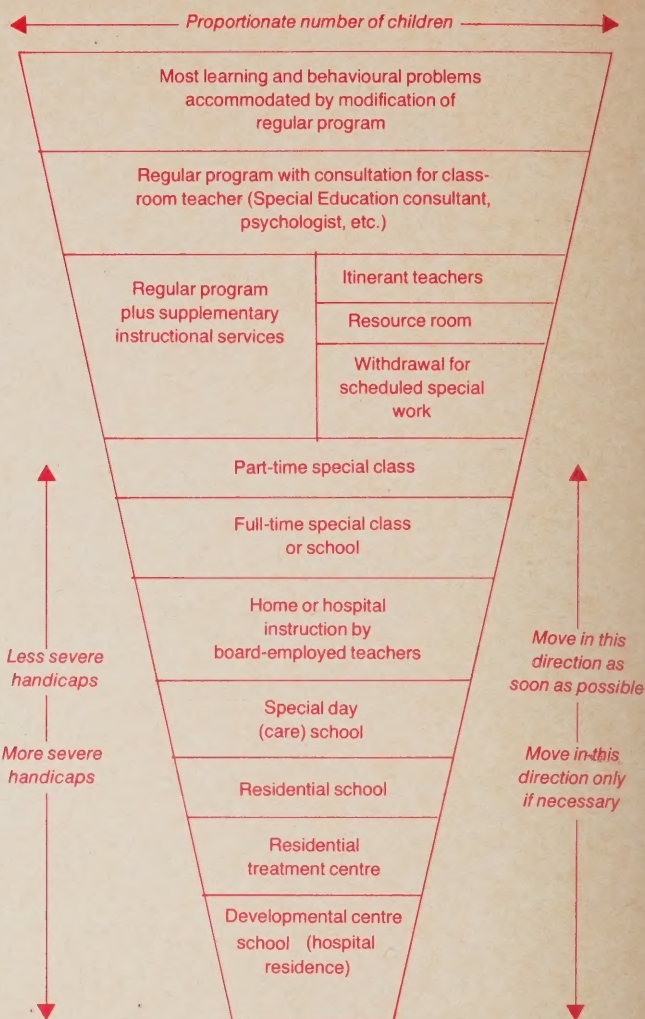 Proportionate number of children
Most learning and behavioural problems
accommodated by modification of
regular program
Regular program with consultation for class-
room teacher (Special Education consultant,
psychologist, etc.)
Regular program
plus supplementary
instructional services
Itinerant teachers
Resource room
Withdrawal for
scheduled special
work
Part-time special class
Full-time special class
or school
Home or hospital
instruction by
board-employed teachers
Special day
(care) school
Residential school
Residential
treatment centre
Developmental centre
school (hospital
residence)
Less severe
handicaps
More severe
handicaps
Move in this
direction as
soon as possible
Move in this
direction only
if necessary